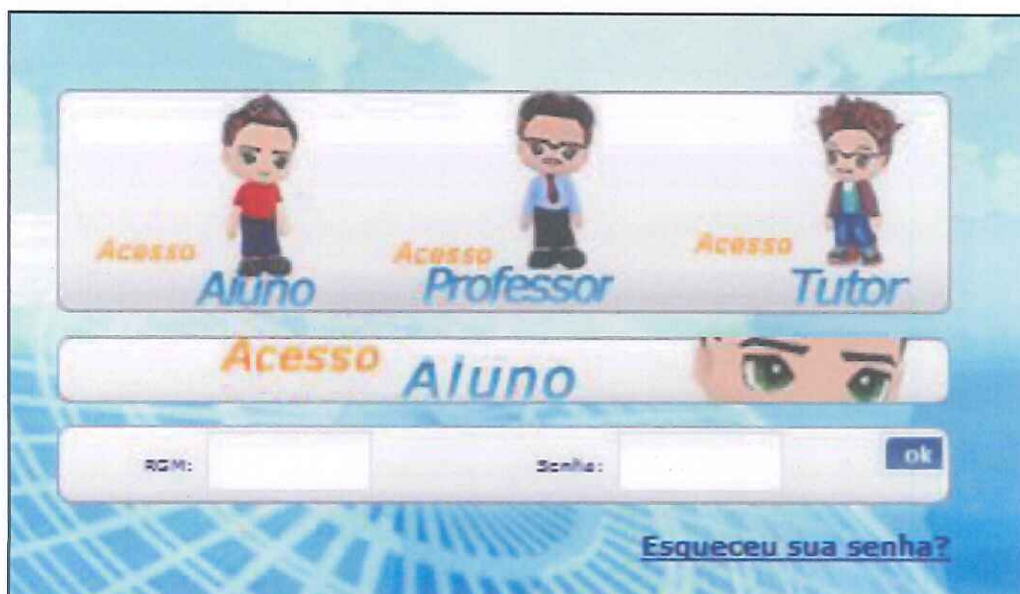 Acesso
Aluno
Acesso
Professor
Acesso
Tutor
Acesso
Aluno
RGM:
Senha:
ok
Esqueceu sua senha?